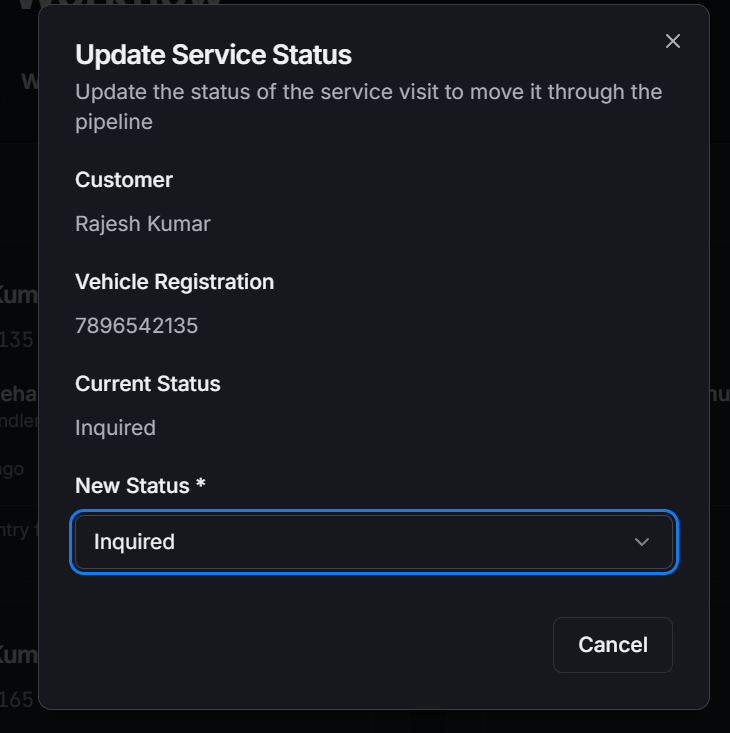 Update Service Status
Update the status of the service visit to move it through the
pipeline
Customer
Rajesh Kumar
Vehicle Registration
7896542135
Current Status
Inquired
New Status *
Inquired
Cancel